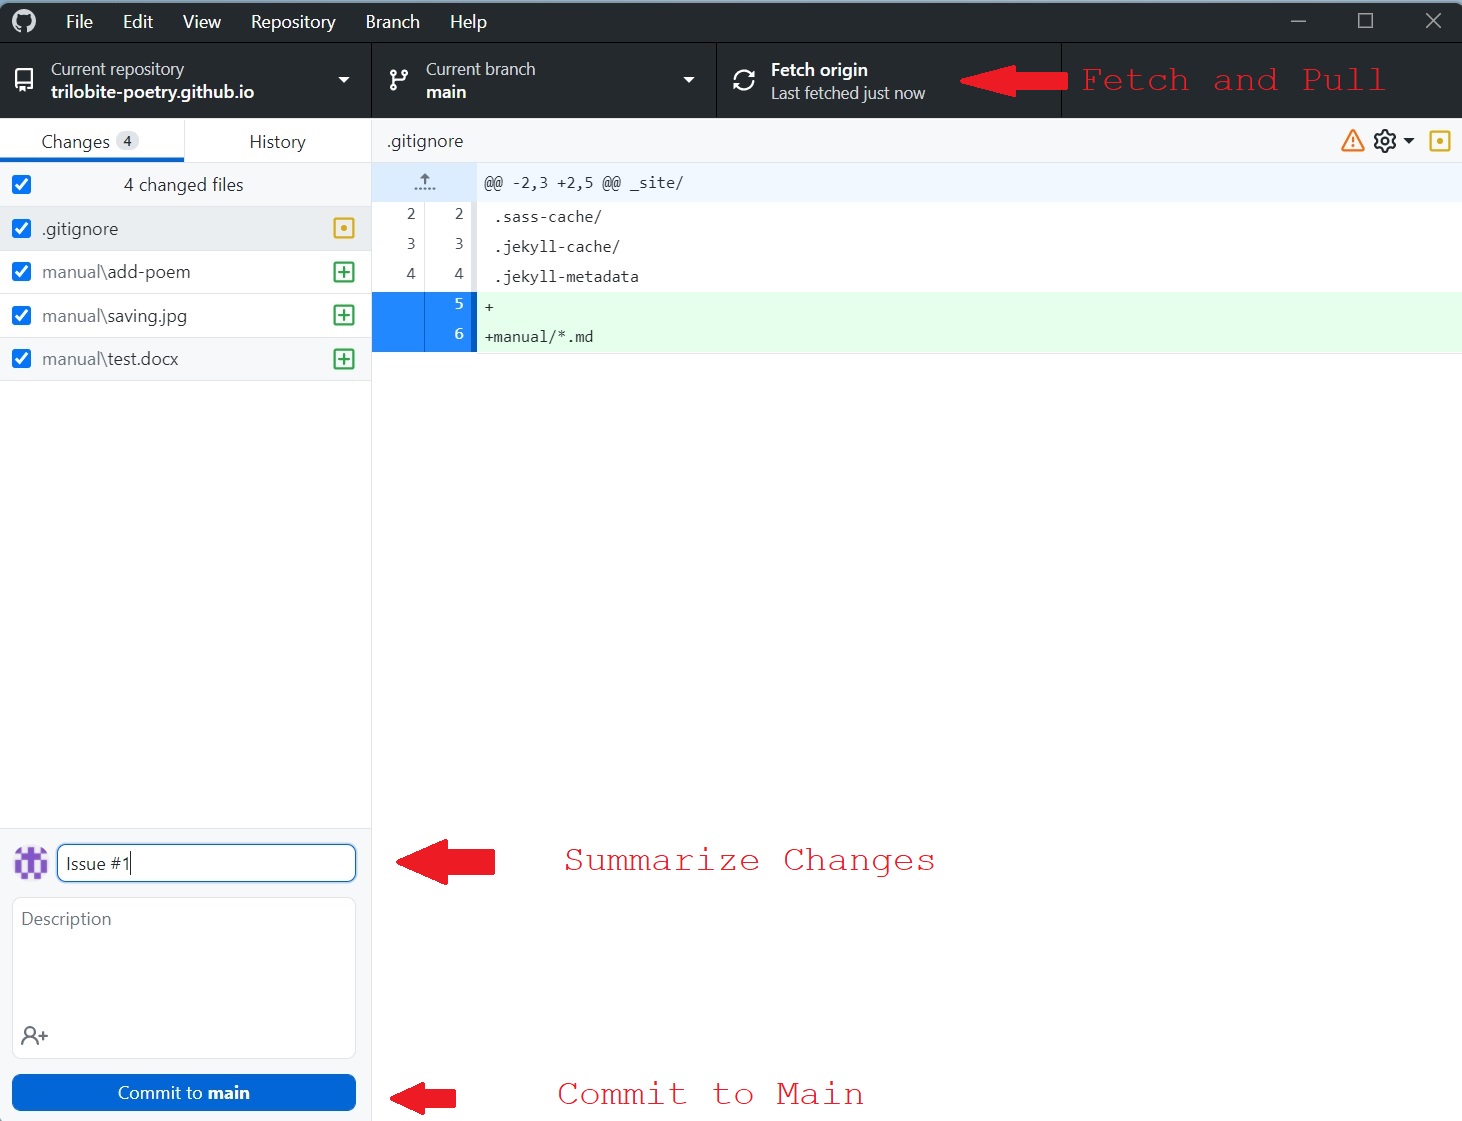 File Edit View Repository Branch Help
Current repository
trilobite-poetry.github.io
Current branch
main
Fetch origin
Last fetched just now
Fetch and Pull
Changes 4
History
.gitignore
4 changed files
.gitignore
manual\add-poem
manual\saving.jpg
manual\test.docx
@@ -2,3 +2,5 @@ _site/
2 2 .sass-cache/
3 3 .jekyll-cache/
4 4 .jekyll-metadata
5 +
6 +manual/*.md
Issue #1
Summarize Changes
Description
Commit to main
Commit to Main